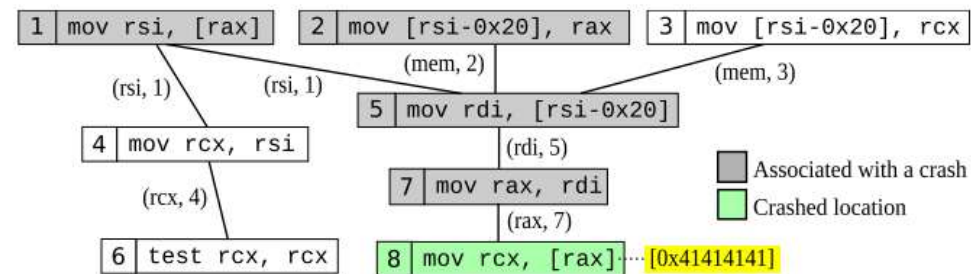 1 mov rsi, [rax]
2 mov [rsi-0x20], rax
3 mov [rsi-0x20], rcx
(rsi, 1)
(rsi, 1)
(mem, 2)
(mem, 3)
5 mov rdi, [rsi-0x20]
4 mov rcx, rsi
(rdi, 5)
(rcx, 4)
7 mov rax, rdi
Associated with a crash
(rax, 7)
Crashed location
6 test rcx, rcx
8 mov rcx, [rax]
[0x41414141]